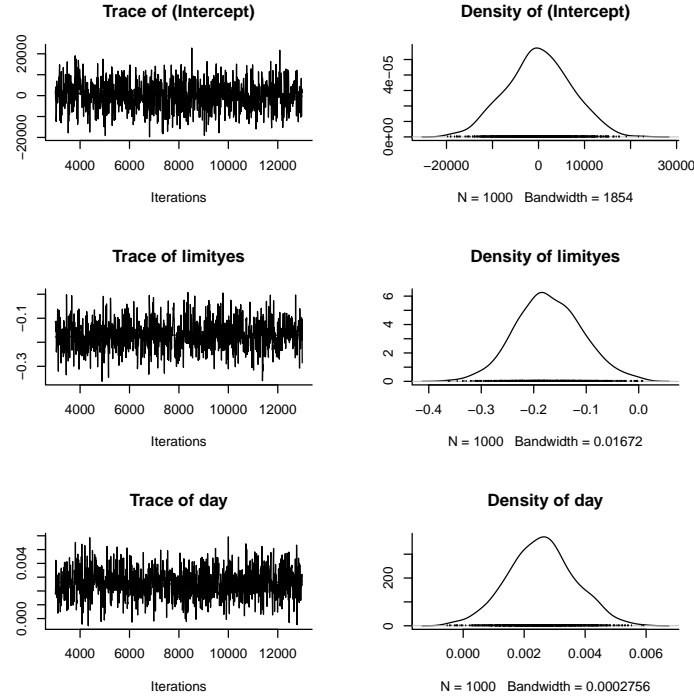 Trace of (Intercept)
−20000 0 20000
4000 6000 8000 10000 12000
Iterations
Density of (Intercept)
0e+00 4e−05
−20000 0 10000 30000
N = 1000 Bandwidth = 1854
Trace of limityes
−0.3 −0.1
4000 6000 8000 10000 12000
Iterations
Density of limityes
0 2 4 6
−0.4 −0.3 −0.2 −0.1 0.0
N = 1000 Bandwidth = 0.01672
Trace of day
0.000 0.004
4000 6000 8000 10000 12000
Iterations
Density of day
0 200
0.000 0.002 0.004 0.006
N = 1000 Bandwidth = 0.0002756